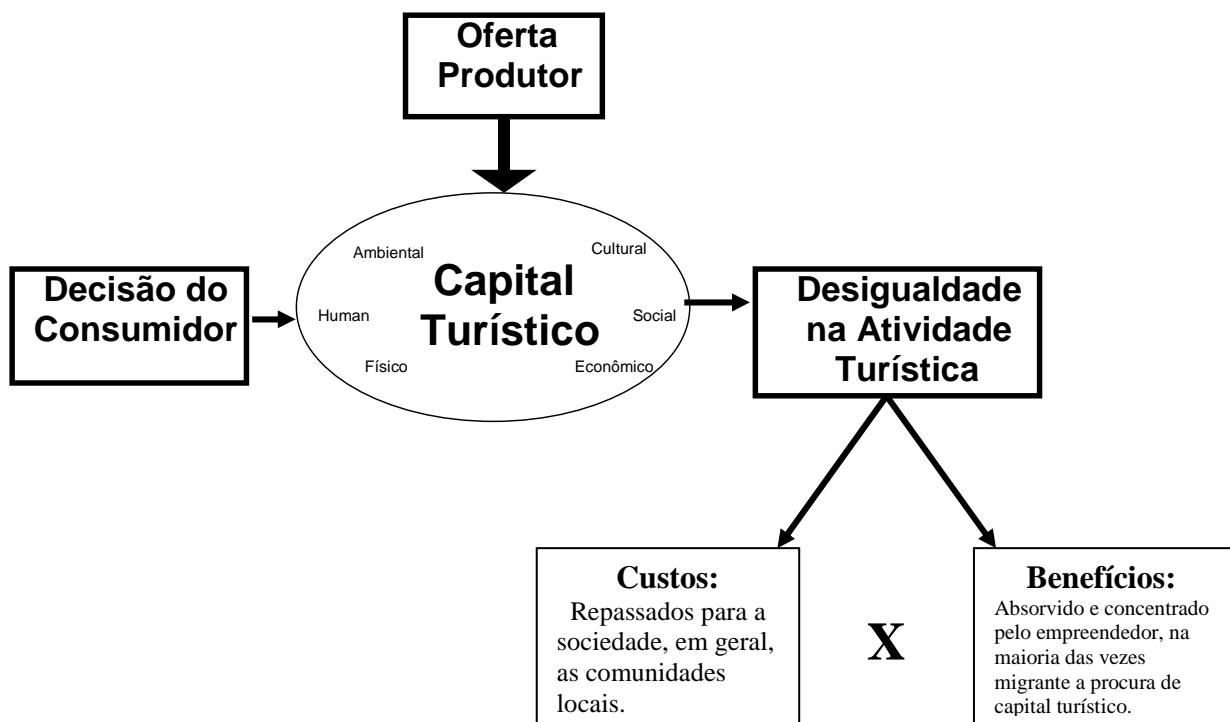 Oferta
Produtor
Decisão do
Consumidor
Ambiental
Cultural
Capital
Turístico
Human
Social
Físico
Econômico
Desigualdade
na Atividade
Turística
Custos:
Repassados para a
sociedade, em geral,
as comunidades
locais.
X
Benefícios:
Absorvido e concentrado
pelo empreendedor, na
maioria das vezes
migrante a procura de
capital turístico.